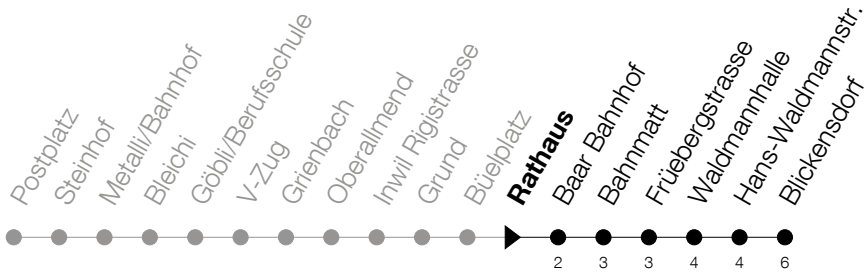 Postplatz
Steinhof
Metalli/Bahnhof
Bleichi
Göbli/Berufsschule
V-Zug
Grienbach
Oberallmend
Inwil Rigistrasse
Grund
Büelplatz
Rathaus
Baar Bahnhof
Bahnmatt
Früebergstrasse
Waldmannhalle
Hans-Waldmannstr.
Blickensdorf
2 3 3 4 4 6